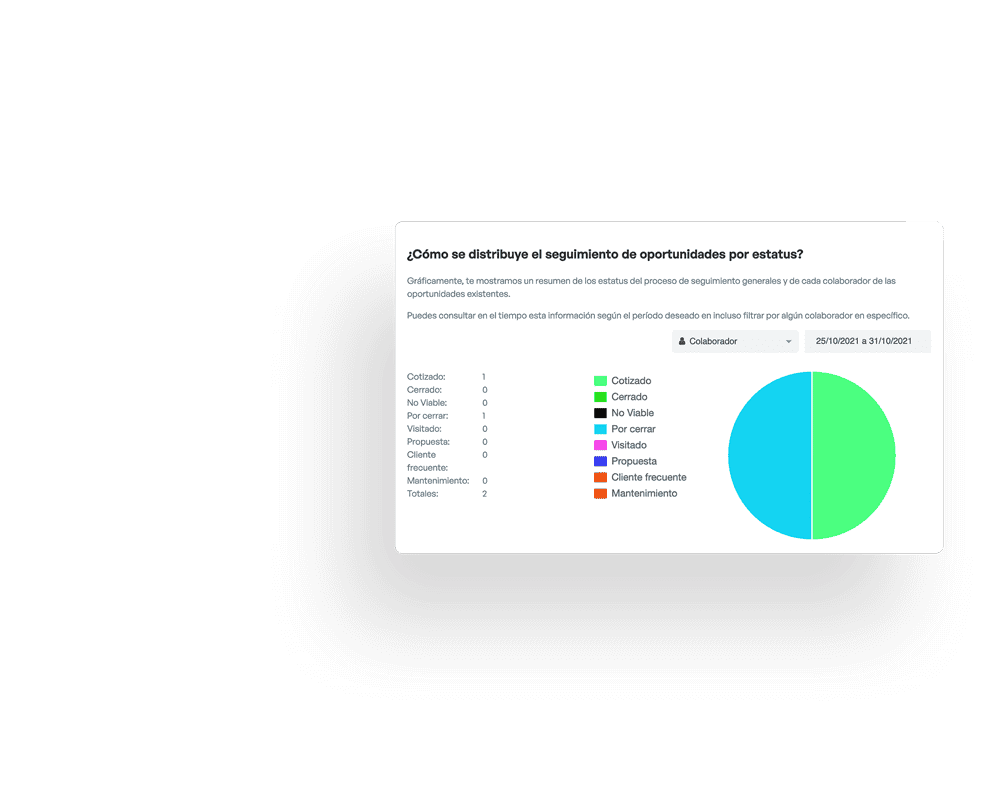 ¿Cómo se distribuye el seguimiento de oportunidades por estatus?
Gráficamente, te mostramos un resumen de los estatus del proceso de seguimiento generales y de cada colaborador de las
oportunidades existentes.
Puedes consultar en el tiempo esta información según el período deseado en incluso filtrar por algún colaborador en específico.
Colaborador
25/10/2021 a 31/10/2021
Cotizado: 1
Cerrado: 0
No Viable: 0
Por cerrar: 1
Visitado: 0
Propuesta: 0
Cliente 0
frecuente:
Mantenimiento: 0
Totales: 2
Cotizado
Cerrado
No Viable
Por cerrar
Visitado
Propuesta
Cliente frecuente
Mantenimiento